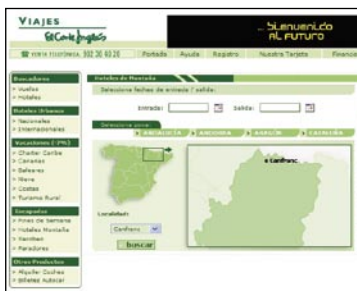 VIAJES
El Corte Inglés
... bienvenido
AL FUTURO
VENTA TELEFÓNICA: 902 30 40 20 Portada Ayuda Registro Nuestra Tarjeta Financia
Buscadores
» Vuelos
» Hoteles
Hoteles Urbanos
» Nacionales
» Internacionales
Vacaciones
» Charter Caribe
» Canarias
» Baleares
» Nieve
» Costas
» Turismo Rural
Escapadas
» Fines de Semana
» Hoteles Montaña
» Paradores
Otros Productos
» Alquiler Coches
» Billetes Autocar
Hoteles de Montaña
Seleccione fechas de entrada / salida:
Entrada: Salida:
Seleccione zona:
ANDALUCÍA ANDORRA ARAGÓN CATALUÑA
Localidad:
Canfranc
buscar
Canfranc